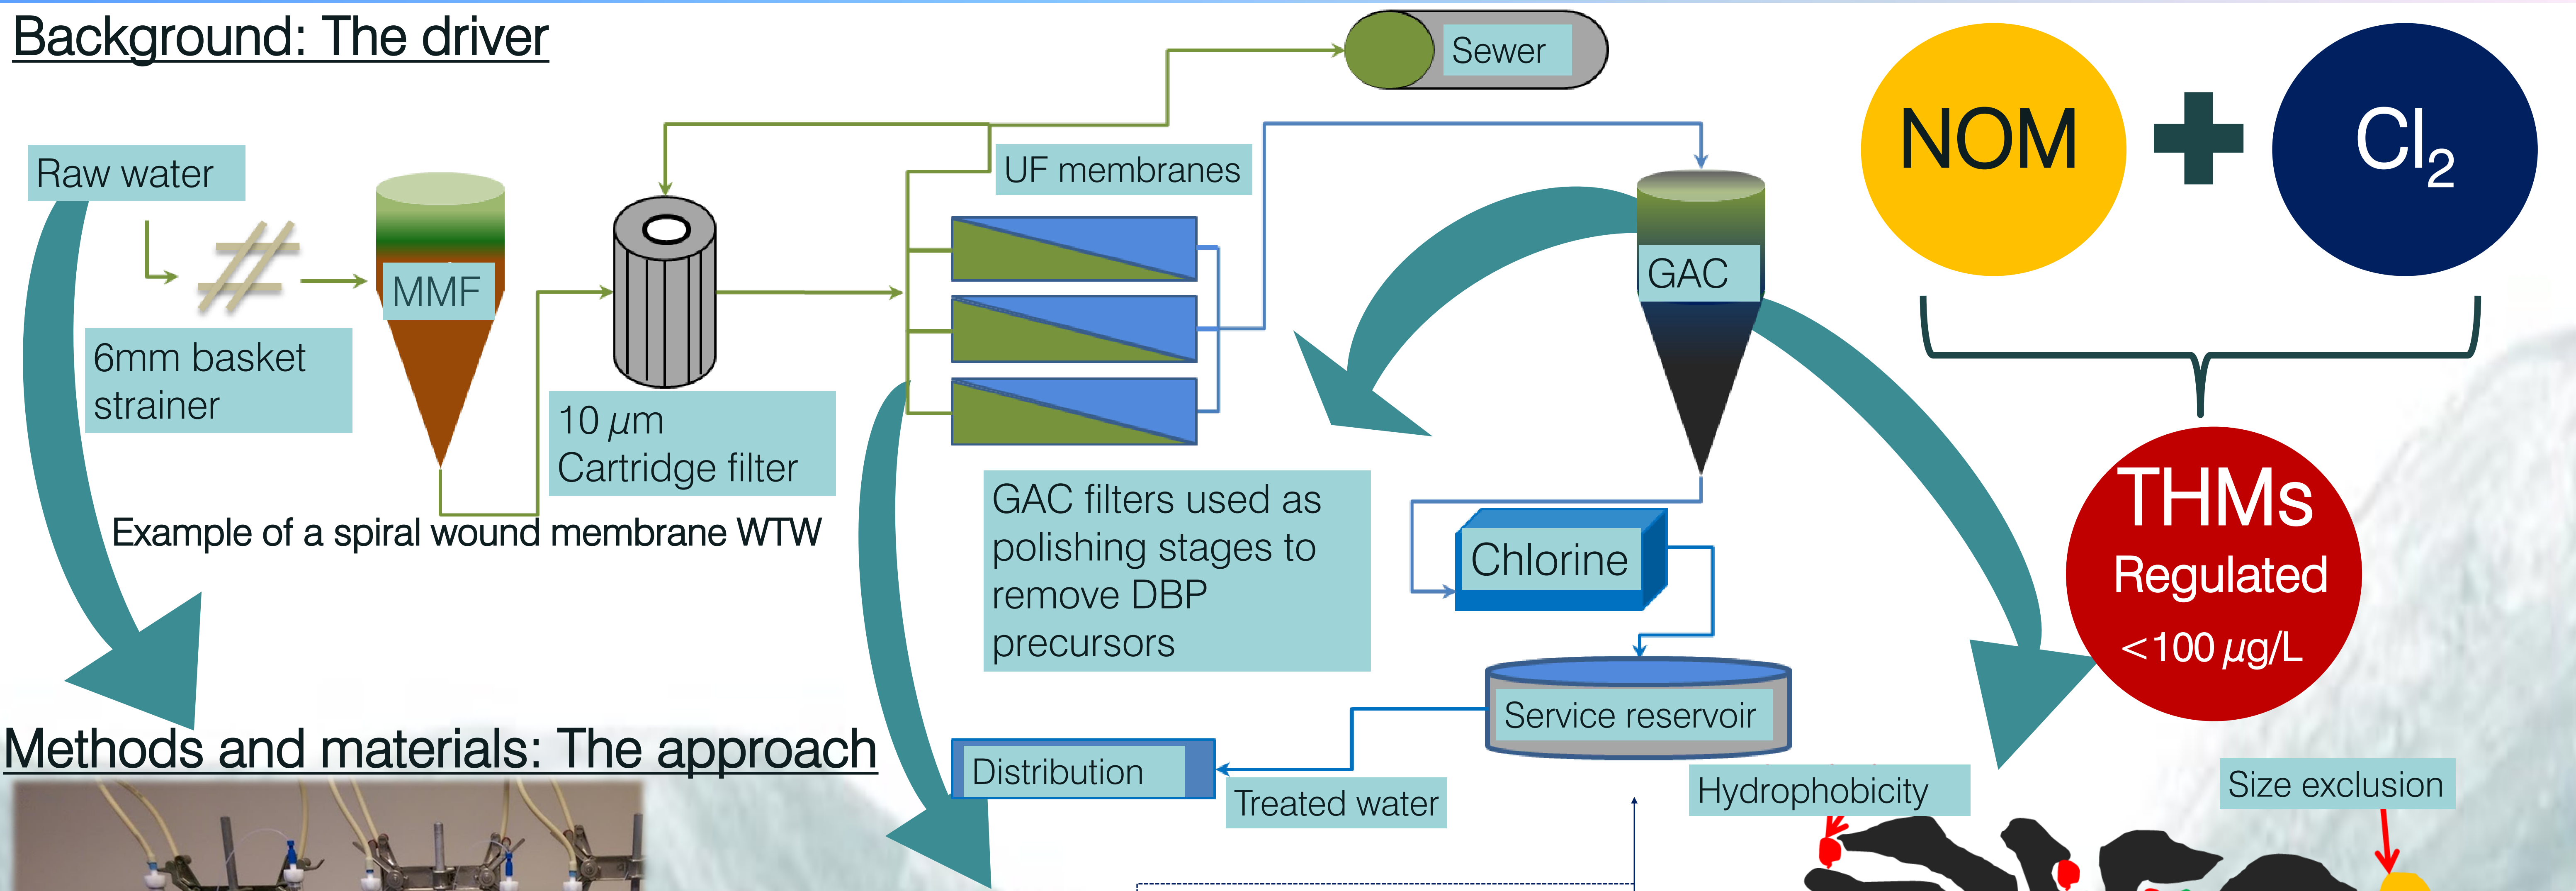 Background: The driver
Sewer
Raw water
UF membranes
NOM
Cl₂
MMF
GAC
6mm basket
strainer
10 µm
Cartridge filter
Example of a spiral wound membrane WTW
GAC filters used as
polishing stages to
remove DBP
precursors
Chlorine
THMs
Regulated
<100 µg/L
Service reservoir
Methods and materials: The approach
Distribution
Treated water
Hydrophobicity
Size exclusion